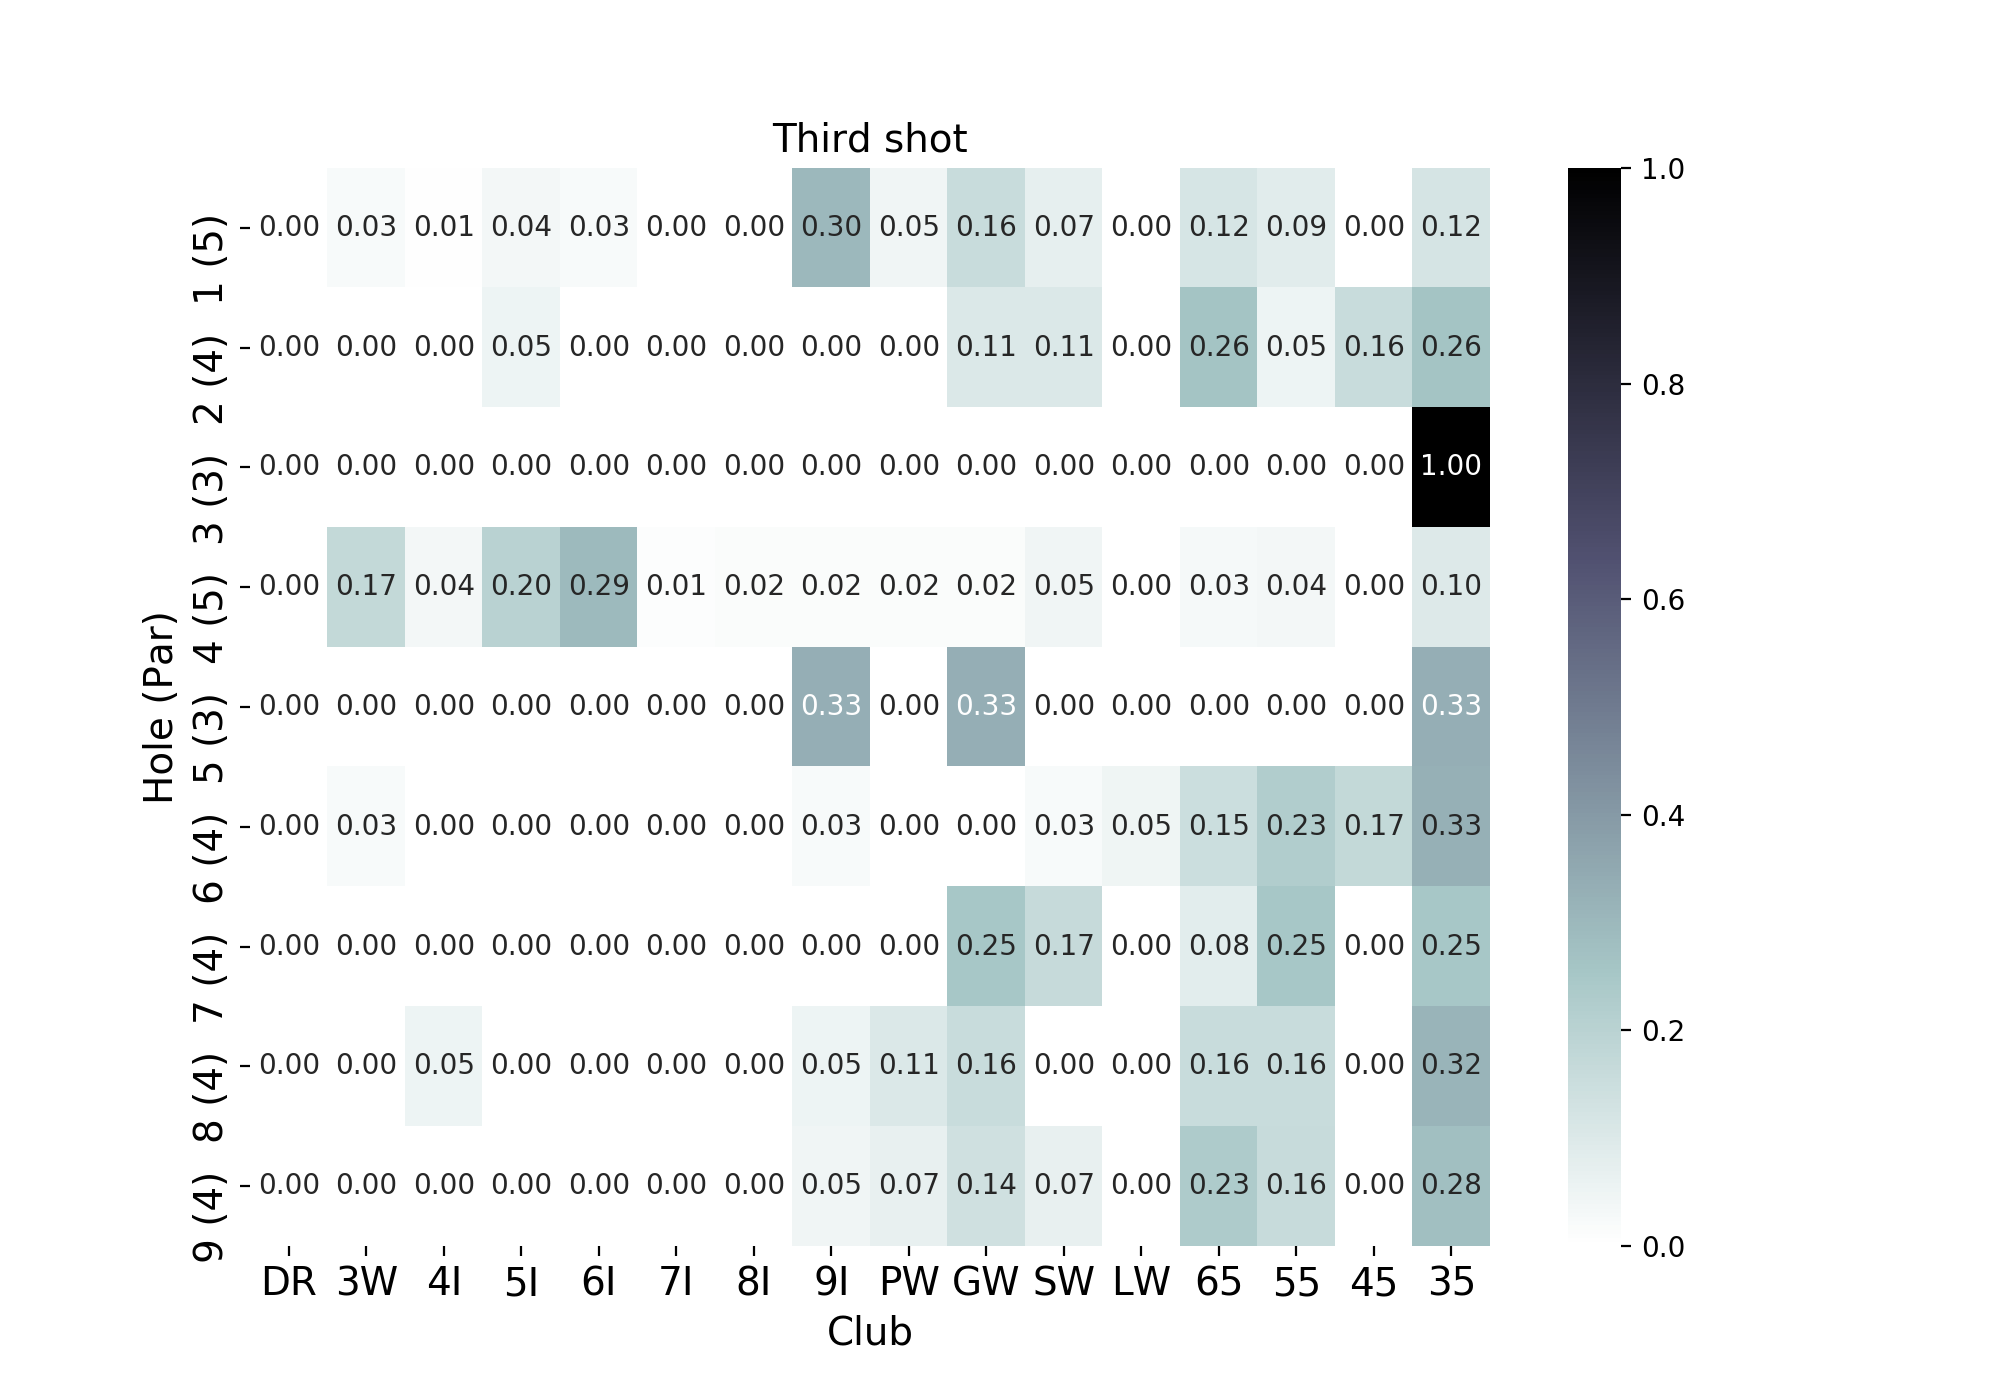 Third shot
1 (5) 0.00 0.03 0.01 0.04 0.03 0.00 0.00 0.30 0.05 0.16 0.07 0.00 0.12 0.09 0.00 0.12
2 (4) 0.00 0.00 0.00 0.05 0.00 0.00 0.00 0.00 0.00 0.11 0.11 0.00 0.26 0.05 0.16 0.26
3 (3) 0.00 0.00 0.00 0.00 0.00 0.00 0.00 0.00 0.00 0.00 0.00 0.00 0.00 0.00 0.00 1.00
4 (5) 0.00 0.17 0.04 0.20 0.29 0.01 0.02 0.02 0.02 0.02 0.05 0.00 0.03 0.04 0.00 0.10
5 (3) 0.00 0.00 0.00 0.00 0.00 0.00 0.00 0.33 0.00 0.33 0.00 0.00 0.00 0.00 0.00 0.33
6 (4) 0.00 0.03 0.00 0.00 0.00 0.00 0.00 0.03 0.00 0.00 0.03 0.05 0.15 0.23 0.17 0.33
7 (4) 0.00 0.00 0.00 0.00 0.00 0.00 0.00 0.00 0.00 0.25 0.17 0.00 0.08 0.25 0.00 0.25
8 (4) 0.00 0.00 0.05 0.00 0.00 0.00 0.00 0.05 0.11 0.16 0.00 0.00 0.16 0.16 0.00 0.32
9 (4) 0.00 0.00 0.00 0.00 0.00 0.00 0.00 0.05 0.07 0.14 0.07 0.00 0.23 0.16 0.00 0.28
DR 3W 4I 5I 6I 7I 8I 9I PW GW SW LW 65 55 45 35
Club
Hole (Par)
1.0
0.8
0.6
0.4
0.2
0.0